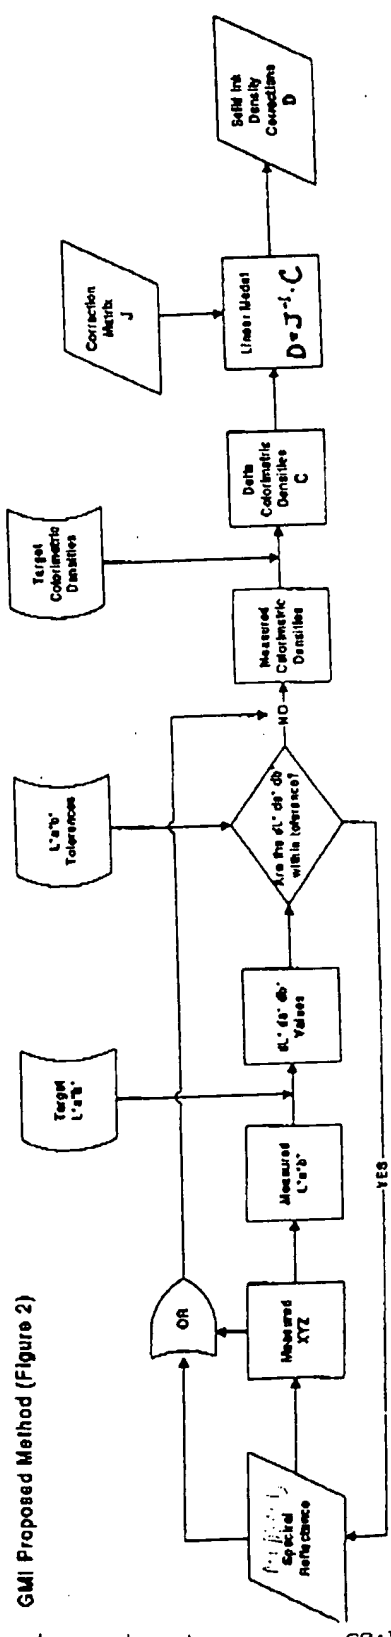 GMI Proposed Method (Figure 2)
Spectral
Reflectance
OR
Measured
XYZ
Measured
L*a*b*
Target
L*a*b*
dL* da* db*
Values
L*a*b*
Tolerences
Are the dL* da* db*
within tolerence?
YES
NO
Measured
Colorimetric
Densities
Target
Colorimetric
Densities
Delta
Colorimetric
Densities
C
Correction
Matrix
J
Linear Model
D=J⁻¹·C
Solid Ink
Density
Corrections
D